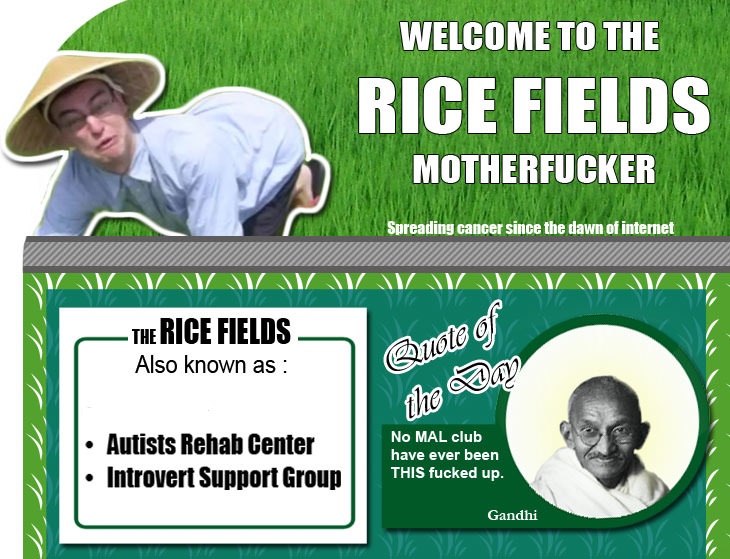 WELCOME TO THE
RICE FIELDS
MOTHERFUCKER
Spreading cancer since the dawn of internet
THE RICE FIELDS
Also known as :
• Autists Rehab Center
• Introvert Support Group
Quote of
the Day
No MAL club
have ever been
THIS fucked up.
Gandhi